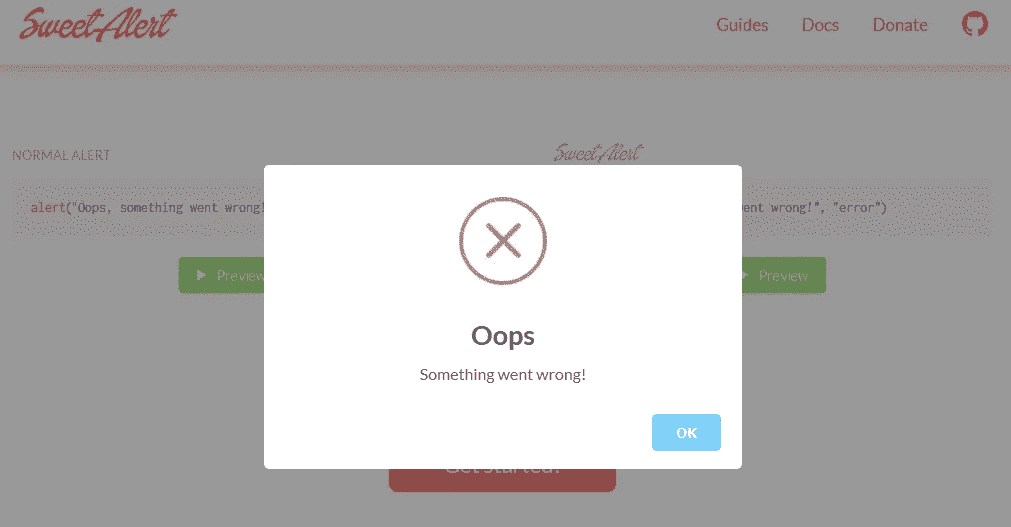 SweetAlert
Guides Docs Donate
NORMAL ALERT
SweetAlert
alert("Oops, something went wrong!
went wrong!", "error")
Preview
Preview
Oops
Something went wrong!
OK
Get started!